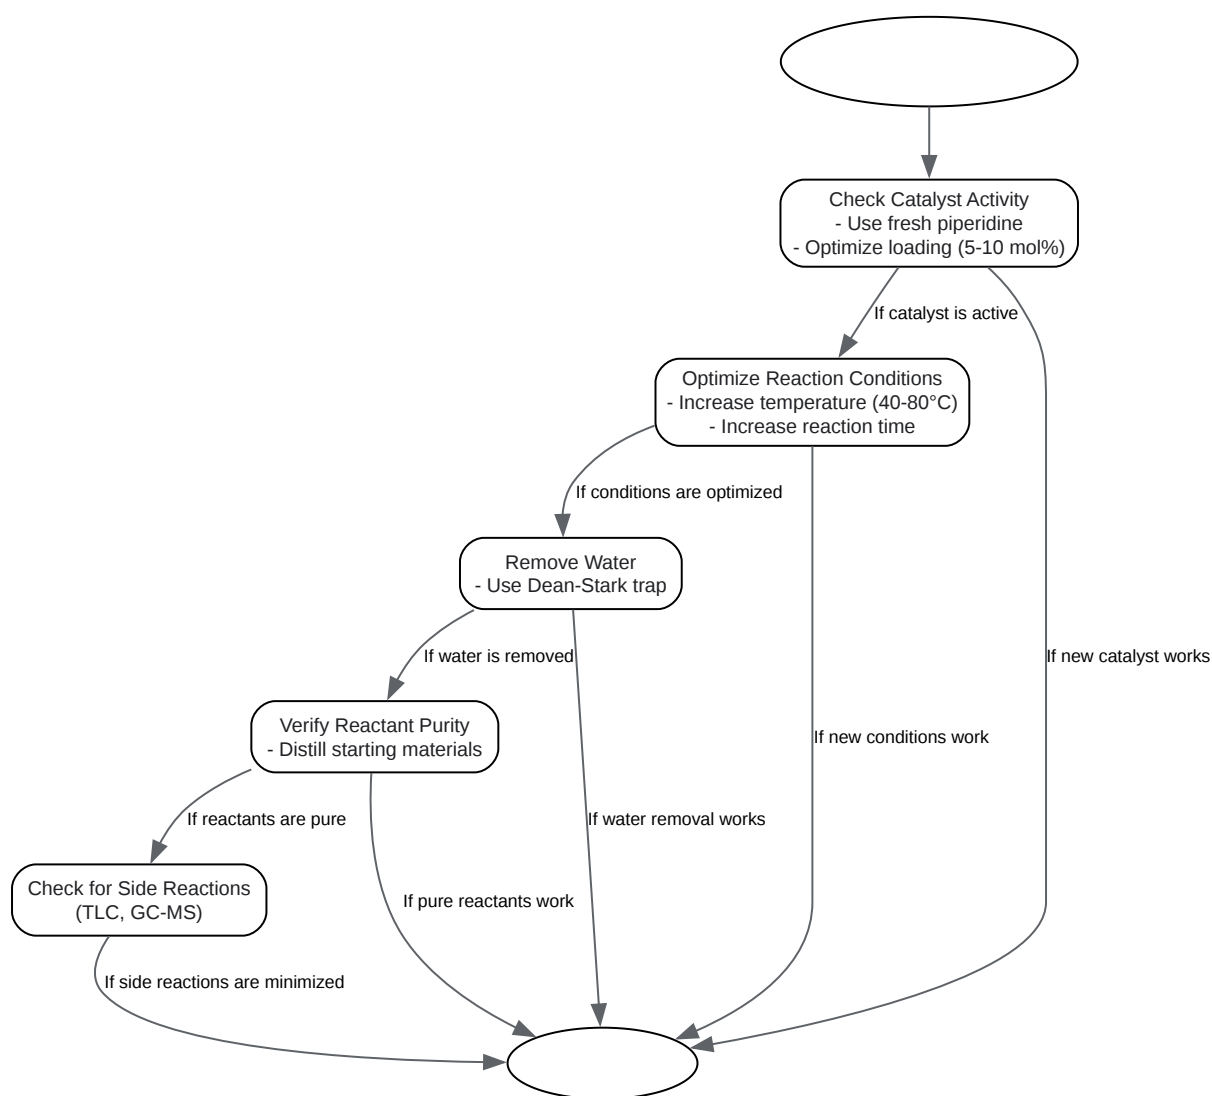 Check Catalyst Activity
- Use fresh piperidine
- Optimize loading (5-10 mol%)
If catalyst is active
Optimize Reaction Conditions
- Increase temperature (40-80°C)
- Increase reaction time
If conditions are optimized
Remove Water
- Use Dean-Stark trap
If water is removed
If new catalyst works
Verify Reactant Purity
- Distill starting materials
If new conditions work
If reactants are pure
If water removal works
Check for Side Reactions
(TLC, GC-MS)
If pure reactants work
If side reactions are minimized